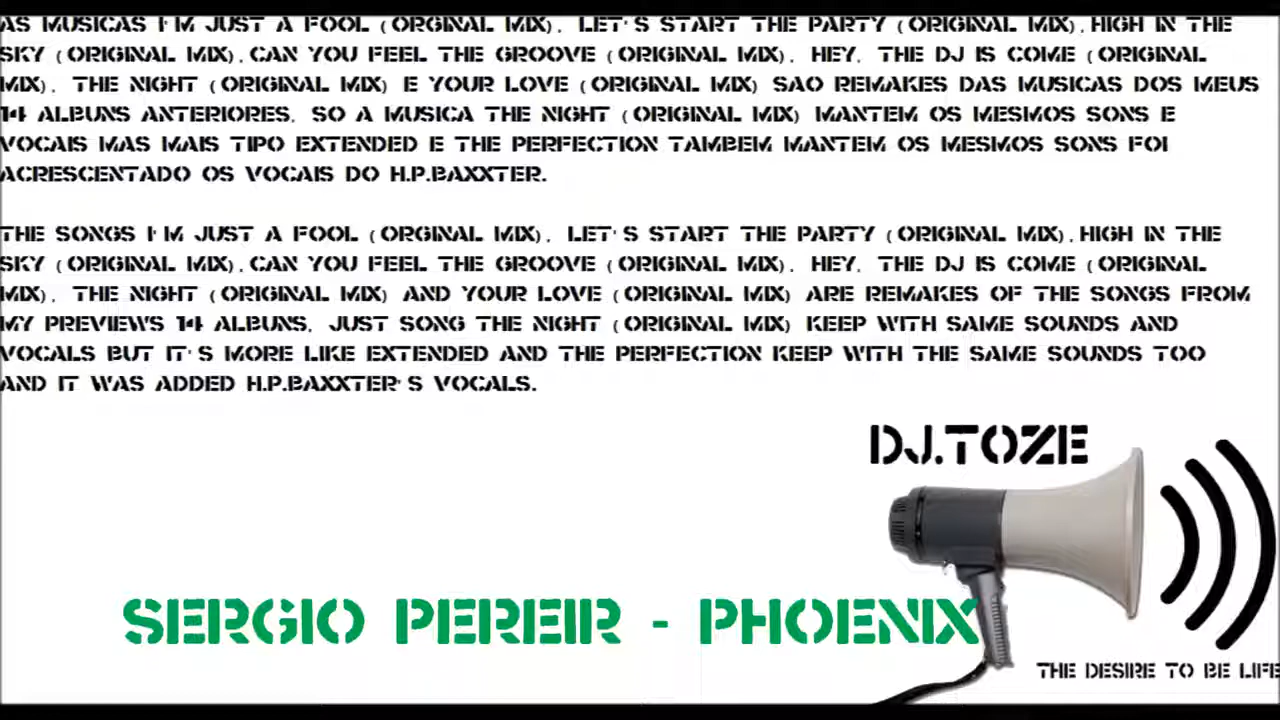 AS MUSICAS I'M JUST A FOOL (ORGINAL MIX), LET'S START THE PARTY (ORIGINAL MIX),HIGH IN THE
SKY (ORIGINAL MIX),CAN YOU FEEL THE GROOVE (ORIGINAL MIX), HEY, THE DJ IS COME (ORIGINAL
MIX), THE NIGHT (ORIGINAL MIX) E YOUR LOVE (ORIGINAL MIX) SAO REMAKES DAS MUSICAS DOS MEUS
14 ALBUNS ANTERIORES, SO A MUSICA THE NIGHT (ORIGINAL MIX) MANTEM OS MESMOS SONS E
VOCAIS MAS MAIS TIPO EXTENDED E THE PERFECTION TAMBEM MANTEM OS MESMOS SONS FOI
ACRESCENTADO OS VOCAIS DO H.P.BAXXTER.
THE SONGS I'M JUST A FOOL (ORGINAL MIX), LET'S START THE PARTY (ORIGINAL MIX),HIGH IN THE
SKY (ORIGINAL MIX),CAN YOU FEEL THE GROOVE (ORIGINAL MIX), HEY, THE DJ IS COME (ORIGINAL
MIX), THE NIGHT (ORIGINAL MIX) AND YOUR LOVE (ORIGINAL MIX) ARE REMAKES OF THE SONGS FROM
MY PREVIEWS 14 ALBUNS, JUST SONG THE NIGHT (ORIGINAL MIX) KEEP WITH SAME SOUNDS AND
VOCALS BUT IT'S MORE LIKE EXTENDED AND THE PERFECTION KEEP WITH THE SAME SOUNDS TOO
AND IT WAS ADDED H.P.BAXXTER'S VOCALS.
DJ.TOZE
SERGIO PEREIR - PHOENIX
THE DESIRE TO BE LIFE